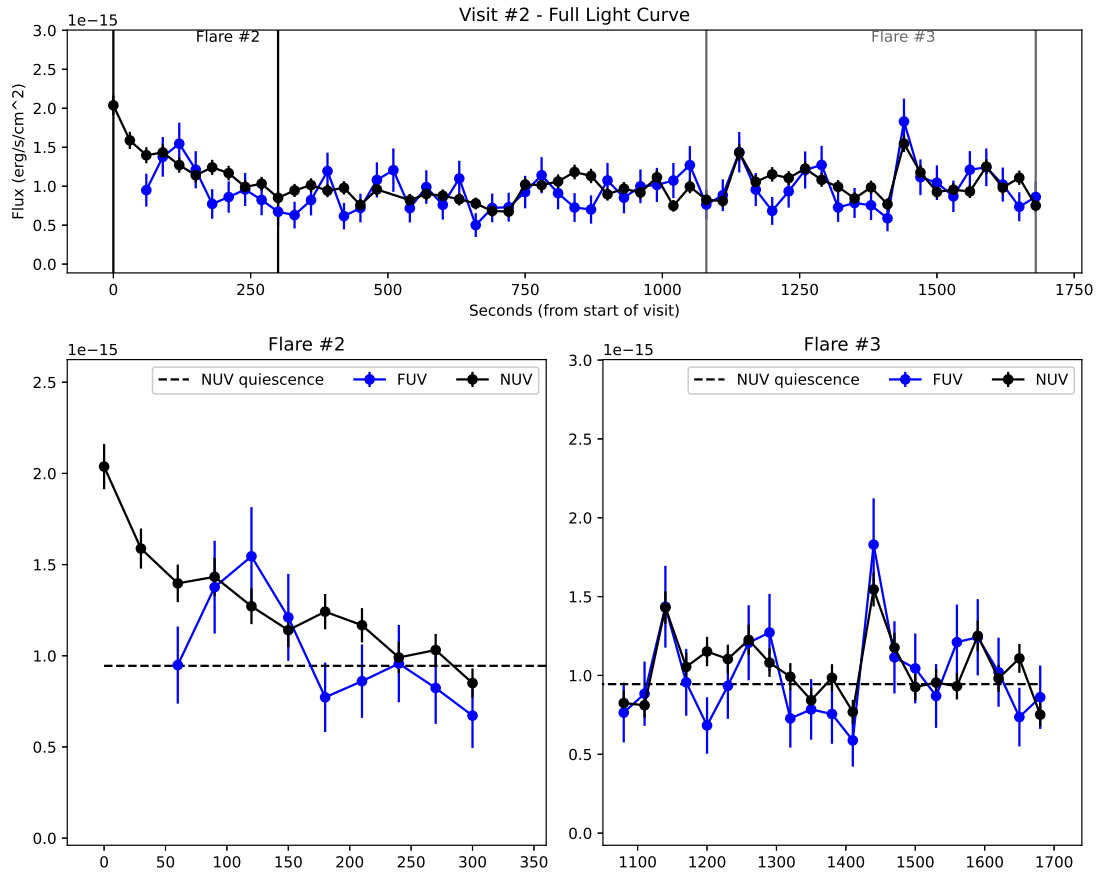 Visit #2 - Full Light Curve
1e−15
Flare #2
Flare #3
3.0
2.5
2.0
1.5
1.0
0.5
0.0
Flux (erg/s/cm^2)
0 250 500 750 1000 1250 1500 1750
Seconds (from start of visit)
Flare #2
1e−15
NUV quiescence FUV NUV
2.5
2.0
1.5
1.0
0.5
0.0
0 50 100 150 200 250 300 350
Flare #3
1e−15
NUV quiescence FUV NUV
3.0
2.5
2.0
1.5
1.0
0.5
0.0
1100 1200 1300 1400 1500 1600 1700